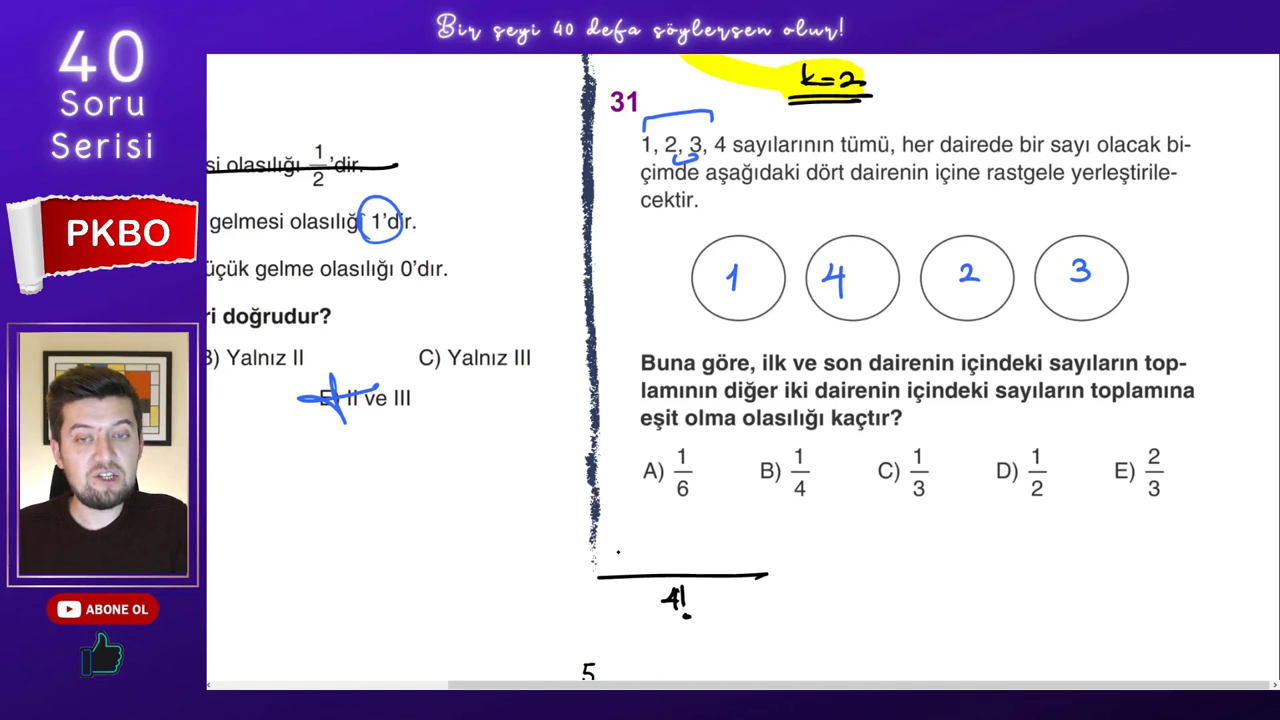 Bir şeyi 40 defa söylersen olur!
40
Soru
Serisi
PKBO
ABONE OL
si olasılığı 1/2'dir.
gelmesi olasılığı 1'dir.
üçük gelme olasılığı 0'dır.
ri doğrudur?
B) Yalnız II
C) Yalnız III
E) II ve III
k=2
31
1, 2, 3, 4 sayılarının tümü, her dairede bir sayı olacak bi-
çimde aşağıdaki dört dairenin içine rastgele yerleştirile-
cektir.
1 4 2 3
Buna göre, ilk ve son dairenin içindeki sayıların top-
lamının diğer iki dairenin içindeki sayıların toplamına
eşit olma olasılığı kaçtır?
A) 1/6 B) 1/4 C) 1/3 D) 1/2 E) 2/3
4!
5